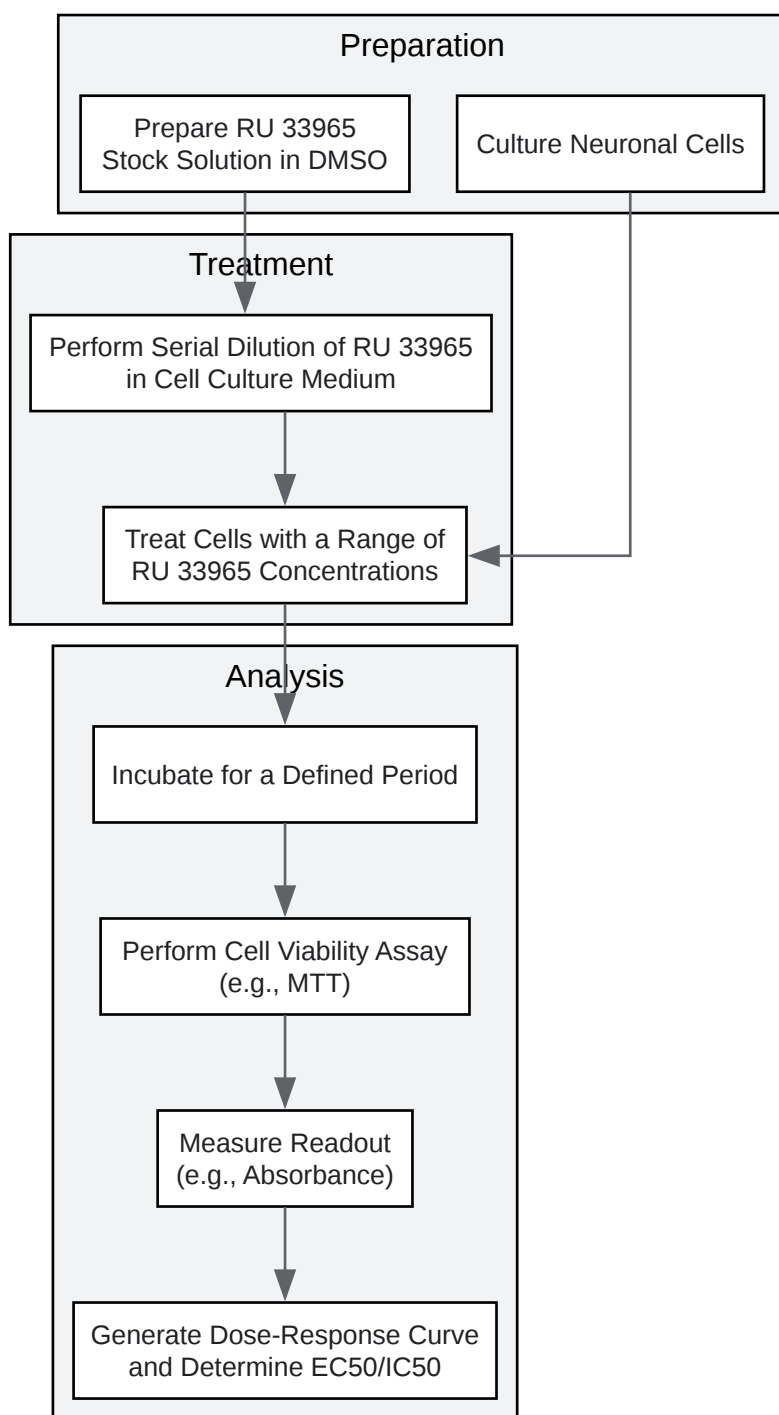 Preparation
Prepare RU 33965
Stock Solution in DMSO
Culture Neuronal Cells
Treatment
Perform Serial Dilution of RU 33965
in Cell Culture Medium
Treat Cells with a Range of
RU 33965 Concentrations
Analysis
Incubate for a Defined Period
Perform Cell Viability Assay
(e.g., MTT)
Measure Readout
(e.g., Absorbance)
Generate Dose-Response Curve
and Determine EC50/IC50